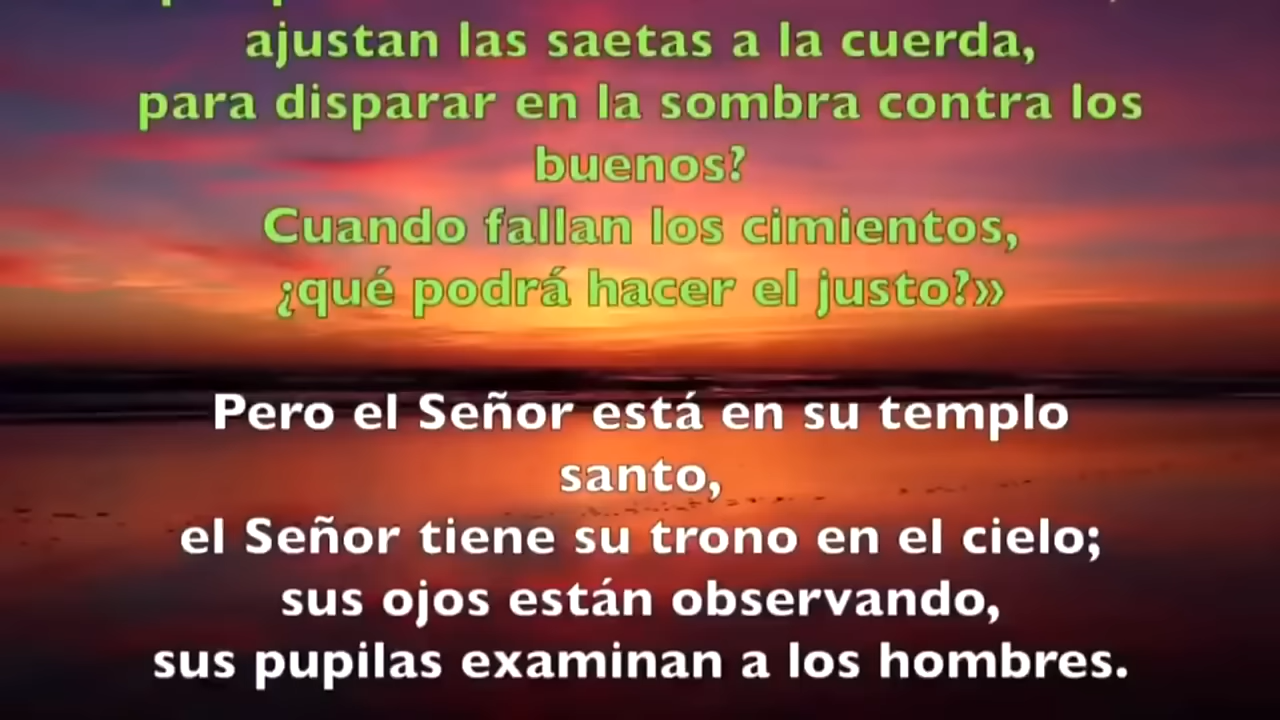 ajustan las saetas a la cuerda,
para disparar en la sombra contra los
buenos?
Cuando fallan los cimientos,
¿qué podrá hacer el justo?»
Pero el Señor está en su templo
santo,
el Señor tiene su trono en el cielo;
sus ojos están observando,
sus pupilas examinan a los hombres.